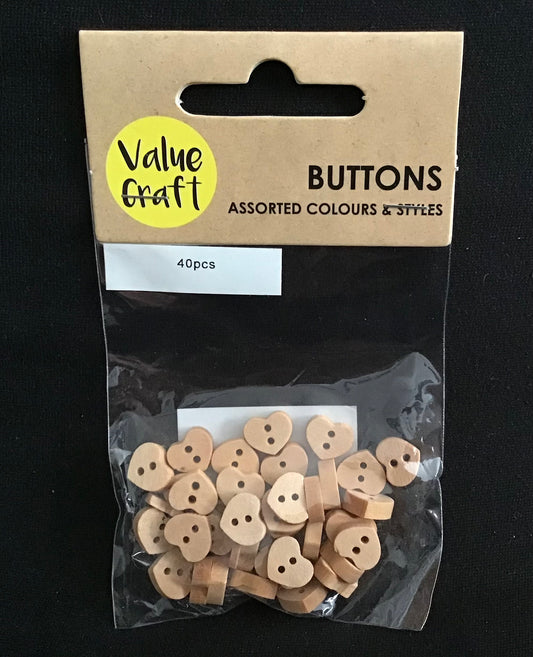 Value
Craft
BUTTONS
ASSORTED COLOURS & STYLES
40pcs